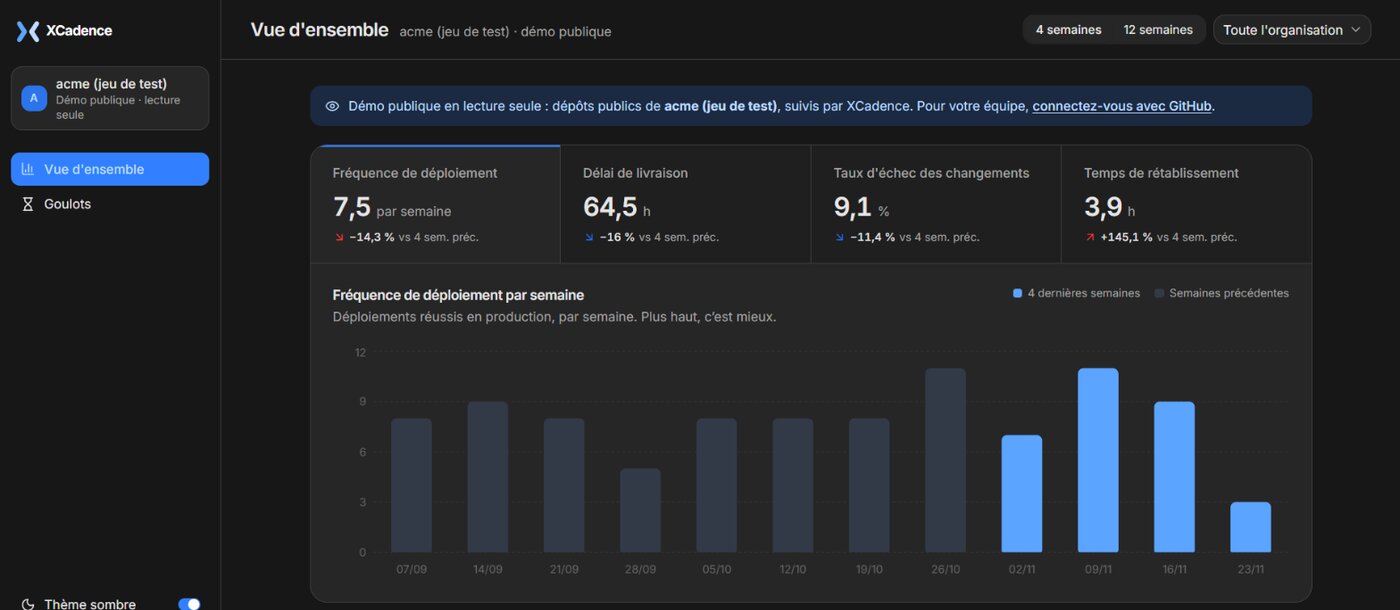 XCadence
Vue d'ensemble
acme (jeu de test) · démo publique
4 semaines
12 semaines
Toute l'organisation
A
acme (jeu de test)
Démo publique · lecture
seule
Vue d'ensemble
Goulots
Démo publique en lecture seule : dépôts publics de acme (jeu de test), suivis par XCadence. Pour votre équipe, connectez-vous avec GitHub.
Fréquence de déploiement
7,5 par semaine
−14,3 % vs 4 sem. préc.
Délai de livraison
64,5 h
−16 % vs 4 sem. préc.
Taux d'échec des changements
9,1 %
−11,4 % vs 4 sem. préc.
Temps de rétablissement
3,9 h
+145,1 % vs 4 sem. préc.
Fréquence de déploiement par semaine
4 dernières semaines
Semaines précédentes
Déploiements réussis en production, par semaine. Plus haut, c’est mieux.
12
9
6
3
0
07/09 14/09 21/09 28/09 05/10 12/10 19/10 26/10 02/11 09/11 16/11 23/11
Thème sombre